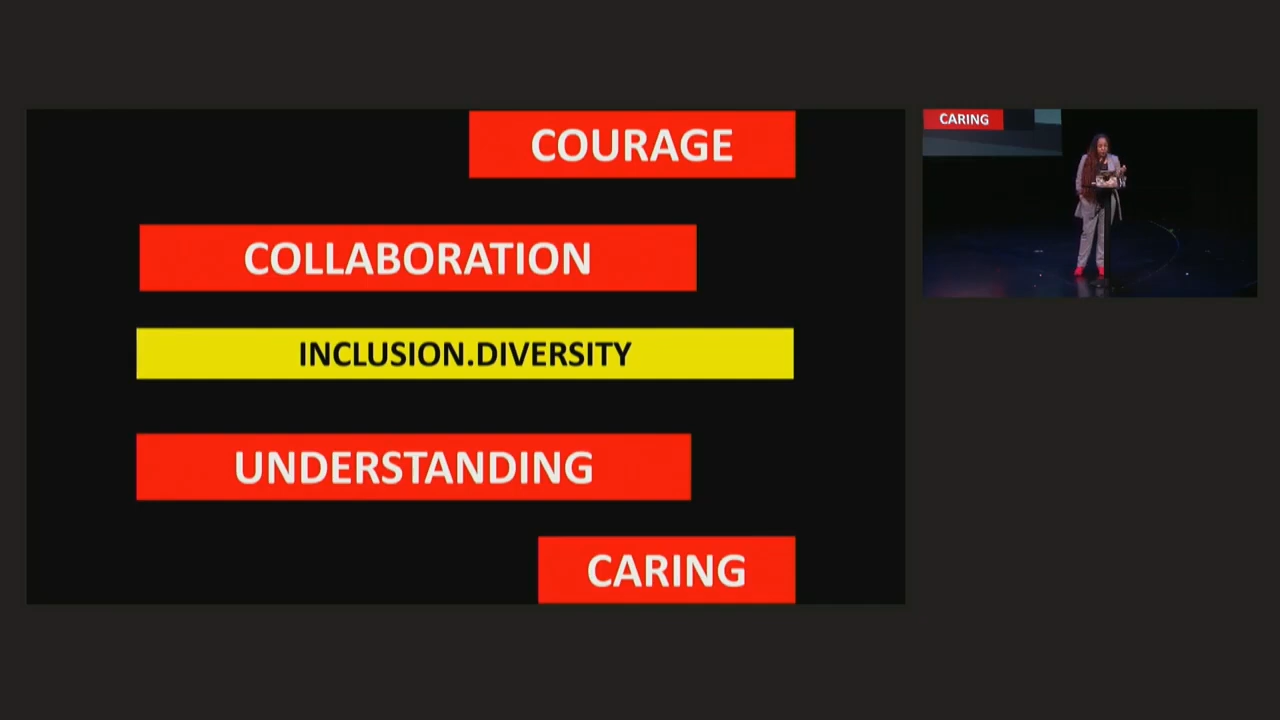 COURAGE
COLLABORATION
INCLUSION.DIVERSITY
UNDERSTANDING
CARING
CARING